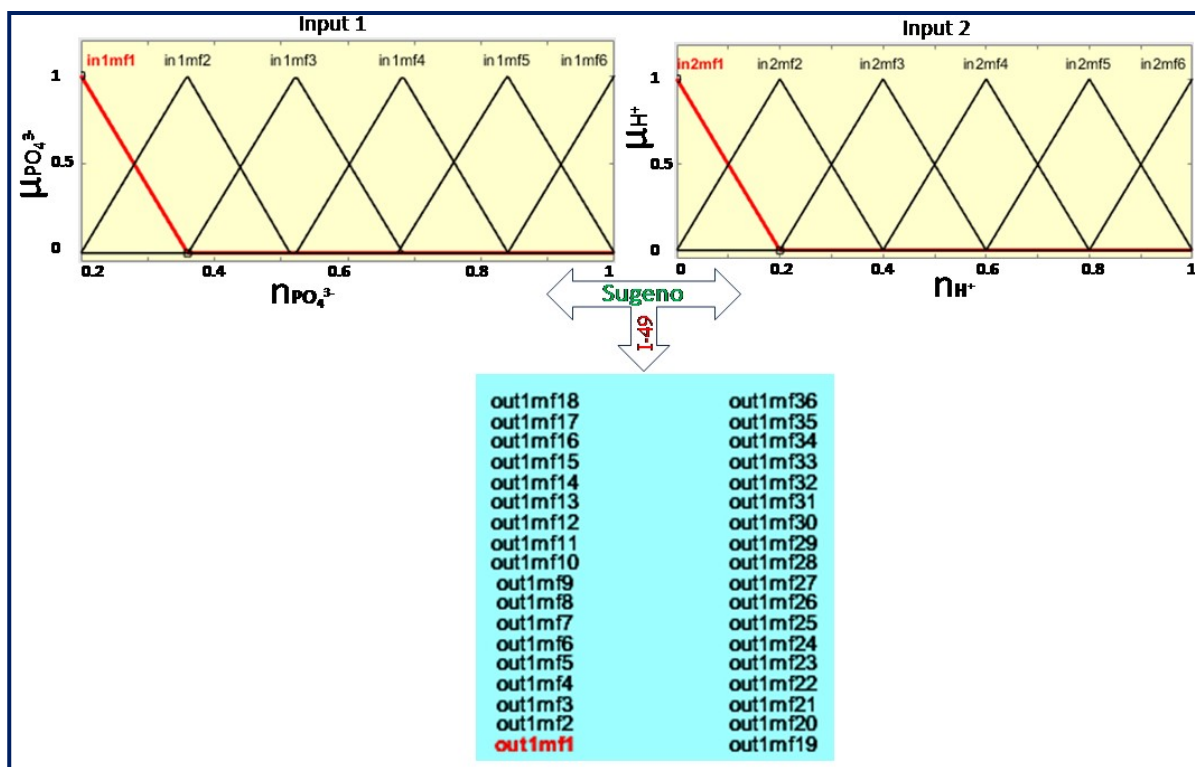 Input 1
in1mf1 in1mf2 in1mf3 in1mf4 in1mf5 in1mf6
1
0.5
0
μPO₄³⁻
0.2 0.4 0.6 0.8 1
nPO₄³⁻
Input 2
in2mf1 in2mf2 in2mf3 in2mf4 in2mf5 in2mf6
1
0.5
0
μH⁺
0 0.2 0.4 0.6 0.8 1
nH⁺
Sugeno
I-49
out1mf18
out1mf17
out1mf16
out1mf15
out1mf14
out1mf13
out1mf12
out1mf11
out1mf10
out1mf9
out1mf8
out1mf7
out1mf6
out1mf5
out1mf4
out1mf3
out1mf2
out1mf1
out1mf36
out1mf35
out1mf34
out1mf33
out1mf32
out1mf31
out1mf30
out1mf29
out1mf28
out1mf27
out1mf26
out1mf25
out1mf24
out1mf23
out1mf22
out1mf21
out1mf20
out1mf19